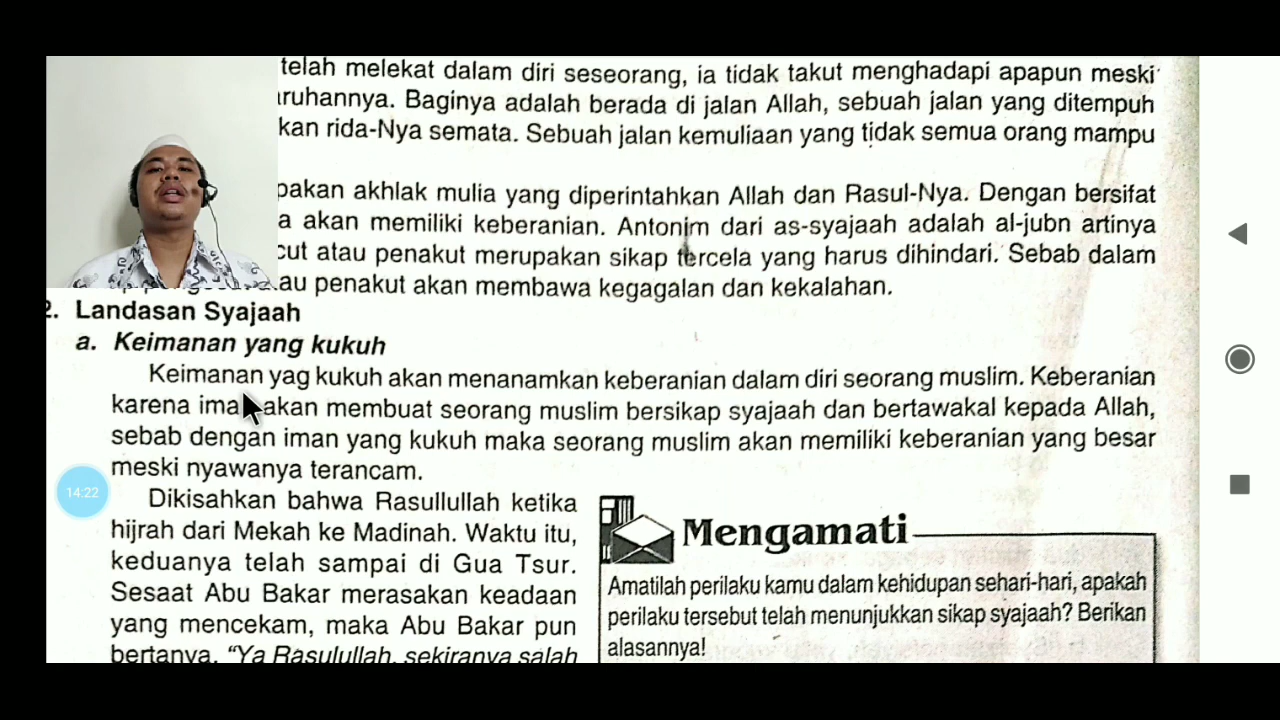 telah melekat dalam diri seseorang, ia tidak takut menghadapi apapun meski
ruhannya. Baginya adalah berada di jalan Allah, sebuah jalan yang ditempuh
kan rida-Nya semata. Sebuah jalan kemuliaan yang tidak semua orang mampu
pakan akhlak mulia yang diperintahkan Allah dan Rasul-Nya. Dengan bersifat
a akan memiliki keberanian. Antonim dari as-syajaah adalah al-jubn artinya
cut atau penakut merupakan sikap tercela yang harus dihindari. Sebab dalam
au penakut akan membawa kegagalan dan kekalahan.
2. Landasan Syajaah
a. Keimanan yang kukuh
Keimanan yag kukuh akan menanamkan keberanian dalam diri seorang muslim. Keberanian
karena iman akan membuat seorang muslim bersikap syajaah dan bertawakal kepada Allah,
sebab dengan iman yang kukuh maka seorang muslim akan memiliki keberanian yang besar
meski nyawanya terancam.
14:22
Dikisahkan bahwa Rasullullah ketika
hijrah dari Mekah ke Madinah. Waktu itu,
keduanya telah sampai di Gua Tsur.
Sesaat Abu Bakar merasakan keadaan
yang mencekam, maka Abu Bakar pun
bertanya, “Ya Rasulullah, sekiranya salah
Mengamati
Amatilah perilaku kamu dalam kehidupan sehari-hari, apakah
perilaku tersebut telah menunjukkan sikap syajaah? Berikan
alasannya!